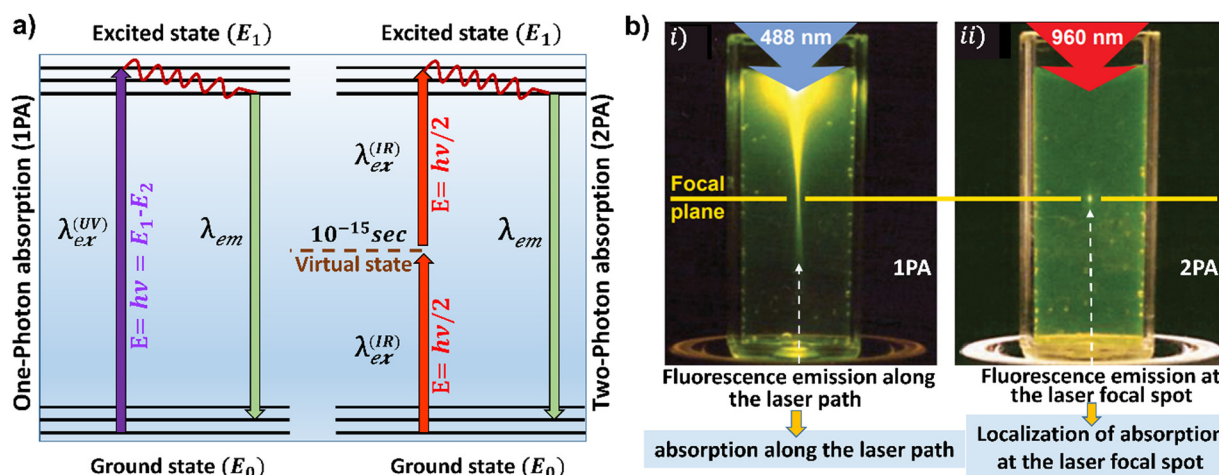 a)
Excited state (E₁)
Excited state (E₁)
One-Photon absorption (1PA)
λₑₓ⁽ᵁⱽ⁾
E= hν = E₁-E₂
λₑₘ
10⁻¹⁵sec
Virtual state
λₑₓ⁽ᴵᴿ⁾
E= hν/2
λₑₓ⁽ᴵᴿ⁾
E= hν/2
λₑₘ
Two-Photon absorption (2PA)
Ground state (E₀)
Ground state (E₀)
b)
i)
488 nm
ii)
960 nm
Focal
plane
1PA
2PA
Fluorescence emission along
the laser path
absorption along the laser path
Fluorescence emission at
the laser focal spot
Localization of absorption
at the laser focal spot